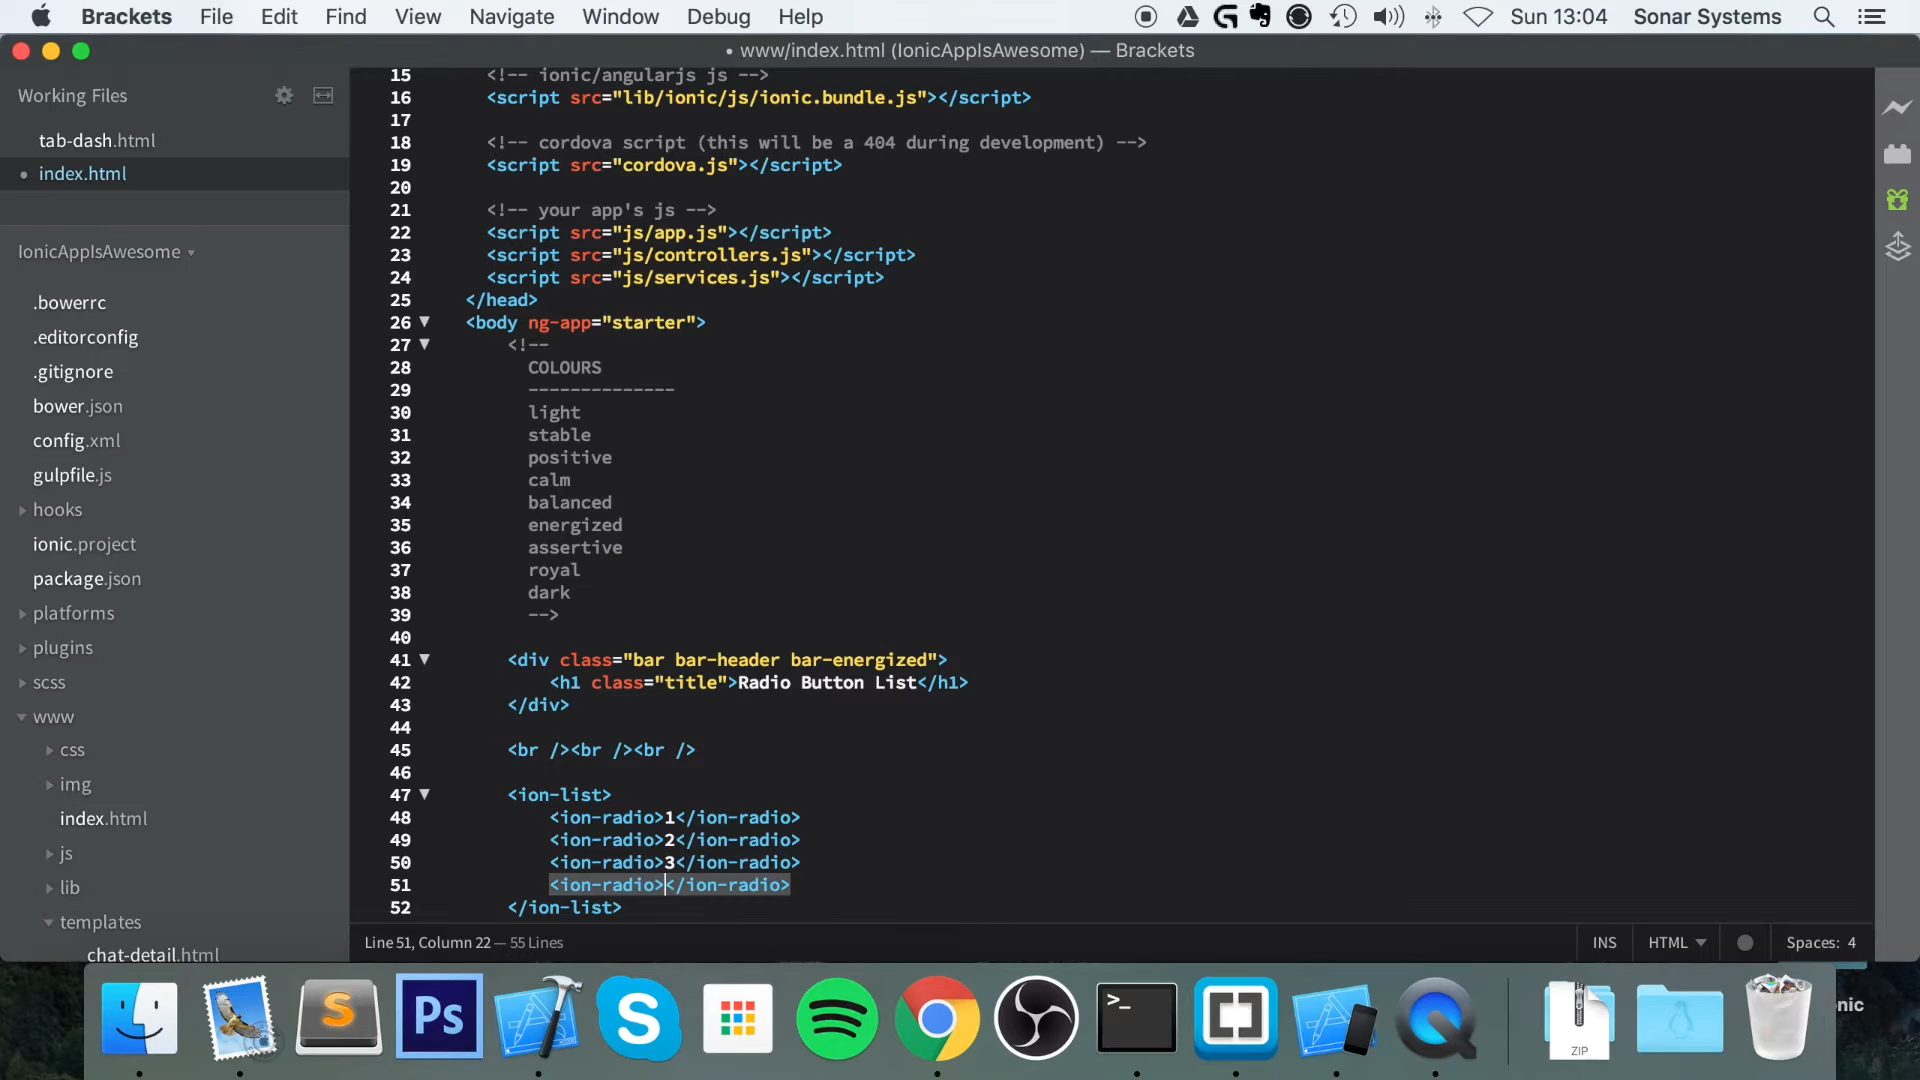 Brackets File Edit Find View Navigate Window Debug Help Sun 13:04 Sonar Systems
• www/index.html (IonicAppIsAwesome) — Brackets
Working Files
tab-dash.html
• index.html
IonicAppIsAwesome ▾
.bowerrc
.editorconfig
.gitignore
bower.json
config.xml
gulpfile.js
hooks
ionic.project
package.json
platforms
plugins
scss
www
css
img
index.html
js
lib
templates
chat-detail.html
15 <!-- ionic/angularjs js -->
16 <script src="lib/ionic/js/ionic.bundle.js"></script>
17
18 <!-- cordova script (this will be a 404 during development) -->
19 <script src="cordova.js"></script>
20
21 <!-- your app's js -->
22 <script src="js/app.js"></script>
23 <script src="js/controllers.js"></script>
24 <script src="js/services.js"></script>
25 </head>
26 <body ng-app="starter">
27 <!--
28 COLOURS
29 --------------
30 light
31 stable
32 positive
33 calm
34 balanced
35 energized
36 assertive
37 royal
38 dark
39 -->
40
41 <div class="bar bar-header bar-energized">
42 <h1 class="title">Radio Button List</h1>
43 </div>
44
45 <br /><br /><br />
46
47 <ion-list>
48 <ion-radio>1</ion-radio>
49 <ion-radio>2</ion-radio>
50 <ion-radio>3</ion-radio>
51 <ion-radio></ion-radio>
52 </ion-list>
Line 51, Column 22 — 55 Lines INS HTML Spaces: 4
S Ps S >_ ZIP nic